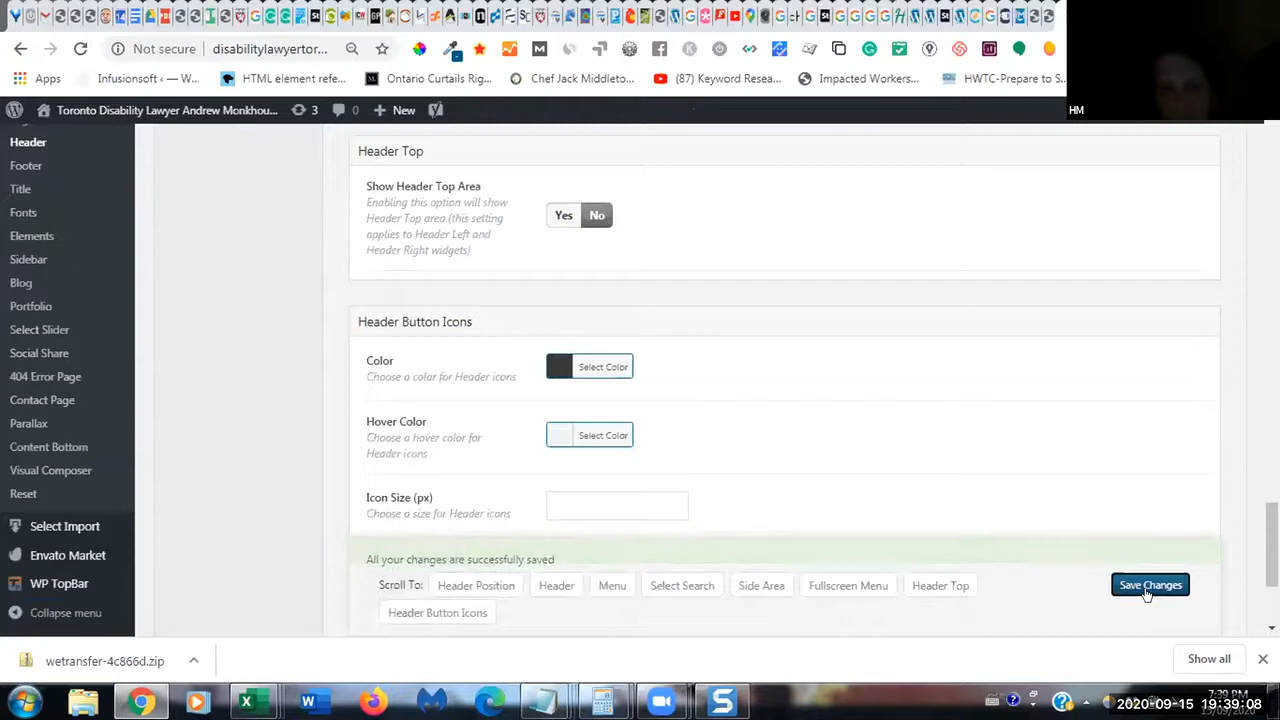 Not secure
disabilitylawyertor...
Apps
Infusionsoft ‹ — W...
HTML element refe...
Ontario Curtails Rig...
Chef Jack Middleto...
(87) Keyword Resea...
Impacted Workers...
HWTC-Prepare to S...
HM
Toronto Disability Lawyer Andrew Monkhou...
3
0
New
Header
Footer
Title
Fonts
Elements
Sidebar
Blog
Portfolio
Select Slider
Social Share
404 Error Page
Contact Page
Parallax
Content Bottom
Visual Composer
Reset
Select Import
Envato Market
WP TopBar
Collapse menu
Header Top
Show Header Top Area
Enabling this option will show
Header Top area (this setting
applies to Header Left and
Header Right widgets)
Yes No
Header Button Icons
Color
Choose a color for Header icons
Select Color
Hover Color
Choose a hover color for
Header icons
Select Color
Icon Size (px)
Choose a size for Header icons
All your changes are successfully saved
Scroll To: Header Position Header Menu Select Search Side Area Fullscreen Menu Header Top
Header Button Icons
Save Changes
wetransfer-4c866d.zip
Show all
7:39 PM
2020-09-15 19:39:08